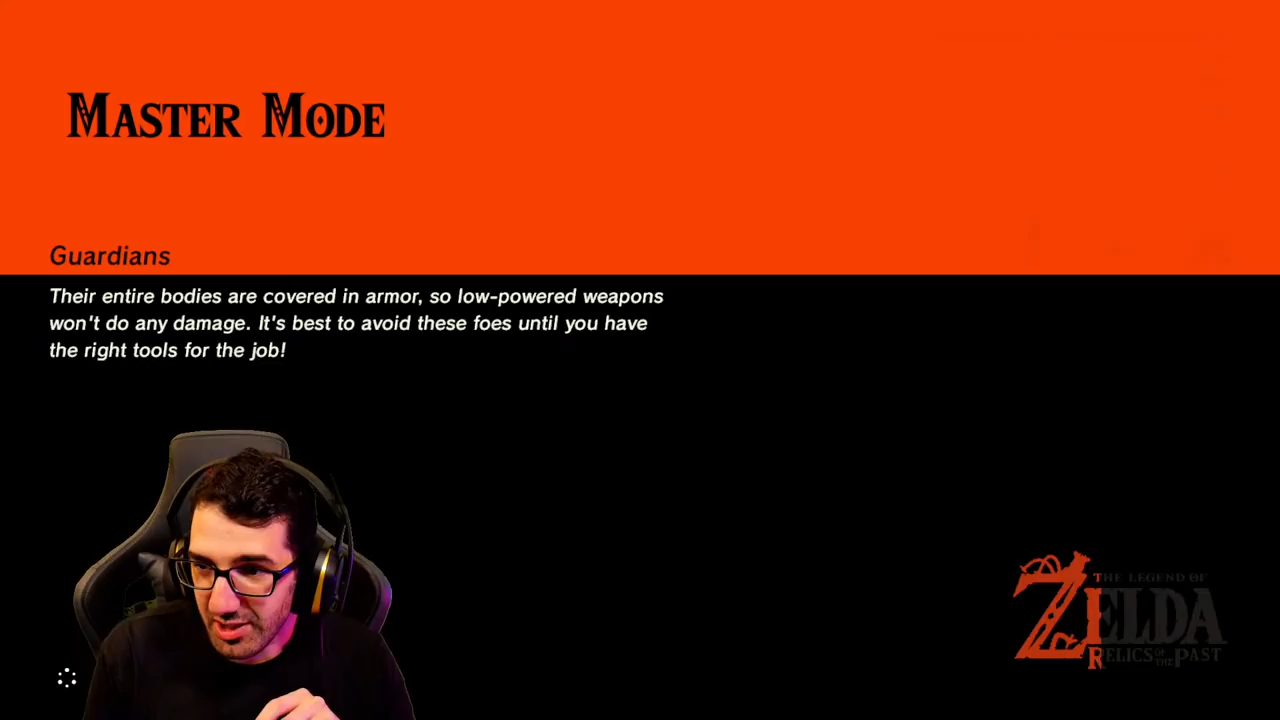 Master Mode
Guardians
Their entire bodies are covered in armor, so low-powered weapons
won't do any damage. It's best to avoid these foes until you have
the right tools for the job!
THE LEGEND OF
ZELDA
RELICS OF THE PAST